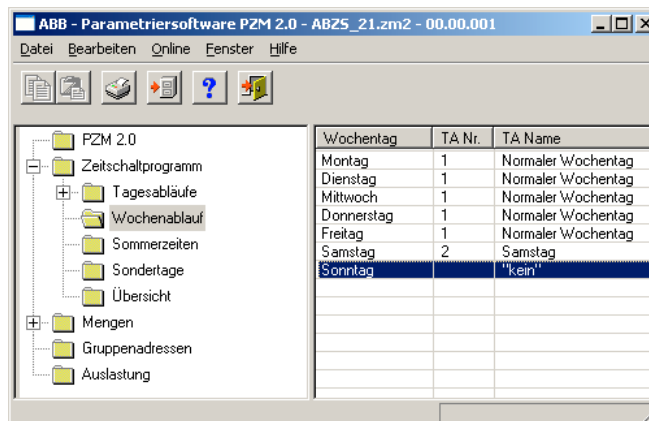 ABB - Parametriersoftware PZM 2.0 - ABZS_21.zm2 - 00.00.001
Datei Bearbeiten Online Fenster Hilfe
PZM 2.0
Zeitschaltprogramm
Tagesabläufe
Wochenablauf
Sommerzeiten
Sondertage
Übersicht
Mengen
Gruppenadressen
Auslastung
Wochentag TA Nr. TA Name
Montag 1 Normaler Wochentag
Dienstag 1 Normaler Wochentag
Mittwoch 1 Normaler Wochentag
Donnerstag 1 Normaler Wochentag
Freitag 1 Normaler Wochentag
Samstag 2 Samstag
Sonntag "kein"